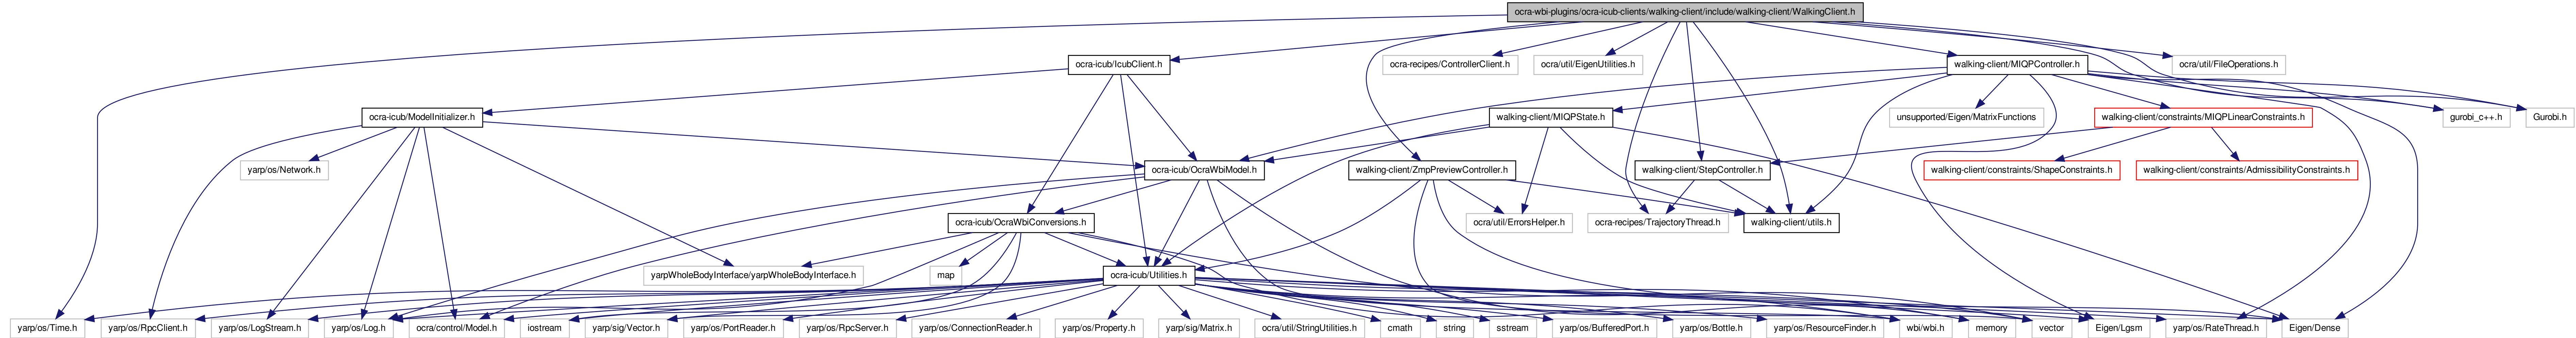 ocra-wbi-plugins/ocra-icub-clients/walking-client/include/walking-client/WalkingClient.h
ocra-icub/IcubClient.h
ocra-recipes/ControllerClient.h
ocra/util/EigenUtilities.h
walking-client/MIQPController.h
ocra/util/FileOperations.h
ocra-icub/ModelInitializer.h
walking-client/MIQPState.h
unsupported/Eigen/MatrixFunctions
walking-client/constraints/MIQPLinearConstraints.h
gurobi_c++.h
Gurobi.h
yarp/os/Network.h
ocra-icub/OcraWbiModel.h
walking-client/ZmpPreviewController.h
walking-client/StepController.h
walking-client/constraints/ShapeConstraints.h
walking-client/constraints/AdmissibilityConstraints.h
ocra-icub/OcraWbiConversions.h
ocra/util/ErrorsHelper.h
ocra-recipes/TrajectoryThread.h
walking-client/utils.h
yarpWholeBodyInterface/yarpWholeBodyInterface.h
map
ocra-icub/Utilities.h
yarp/os/Time.h
yarp/os/RpcClient.h
yarp/os/LogStream.h
yarp/os/Log.h
ocra/control/Model.h
iostream
yarp/sig/Vector.h
yarp/os/PortReader.h
yarp/os/RpcServer.h
yarp/os/ConnectionReader.h
yarp/os/Property.h
yarp/sig/Matrix.h
ocra/util/StringUtilities.h
cmath
string
sstream
yarp/os/BufferedPort.h
yarp/os/Bottle.h
yarp/os/ResourceFinder.h
wbi/wbi.h
memory
vector
Eigen/Lgsm
yarp/os/RateThread.h
Eigen/Dense